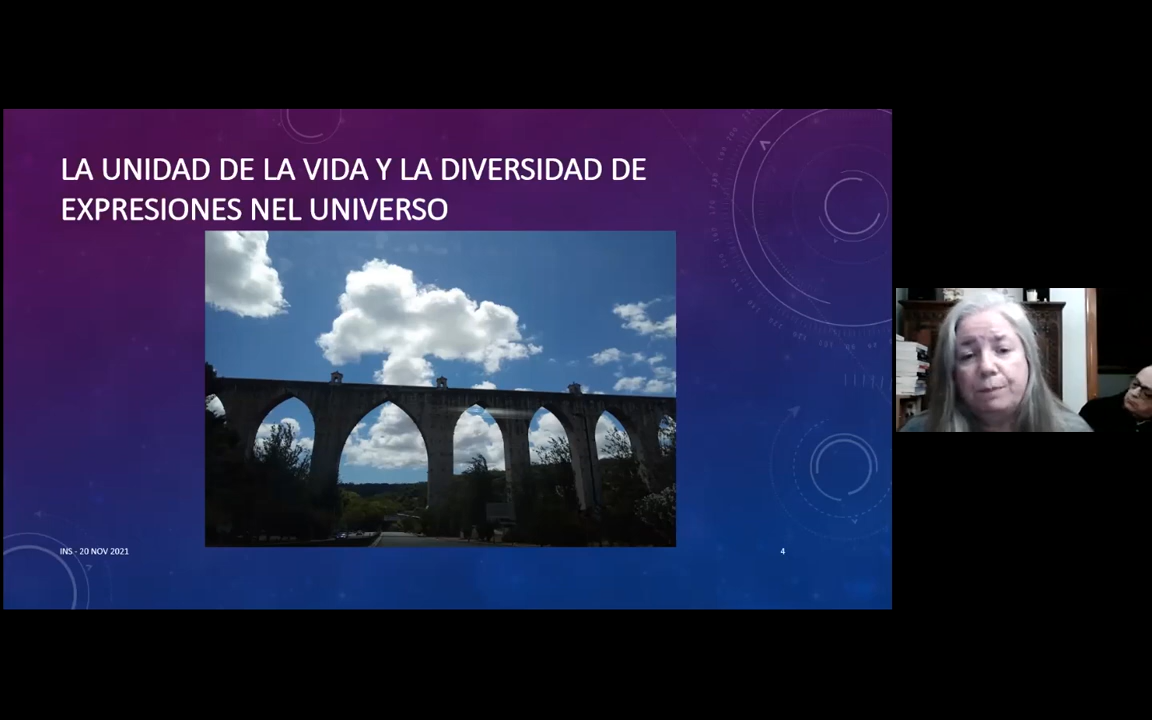 LA UNIDAD DE LA VIDA Y LA DIVERSIDAD DE
EXPRESIONES NEL UNIVERSO
INS - 20 NOV 2021
4